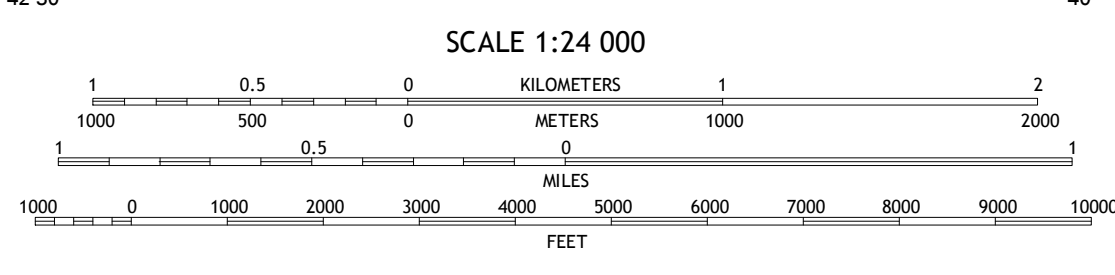 42 30 40
SCALE 1:24 000
1 0.5 0 KILOMETERS 1 2
1000 500 0 METERS 1000 2000
1 0.5 0 1
MILES
1000 0 1000 2000 3000 4000 5000 6000 7000 8000 9000 10000
FEET